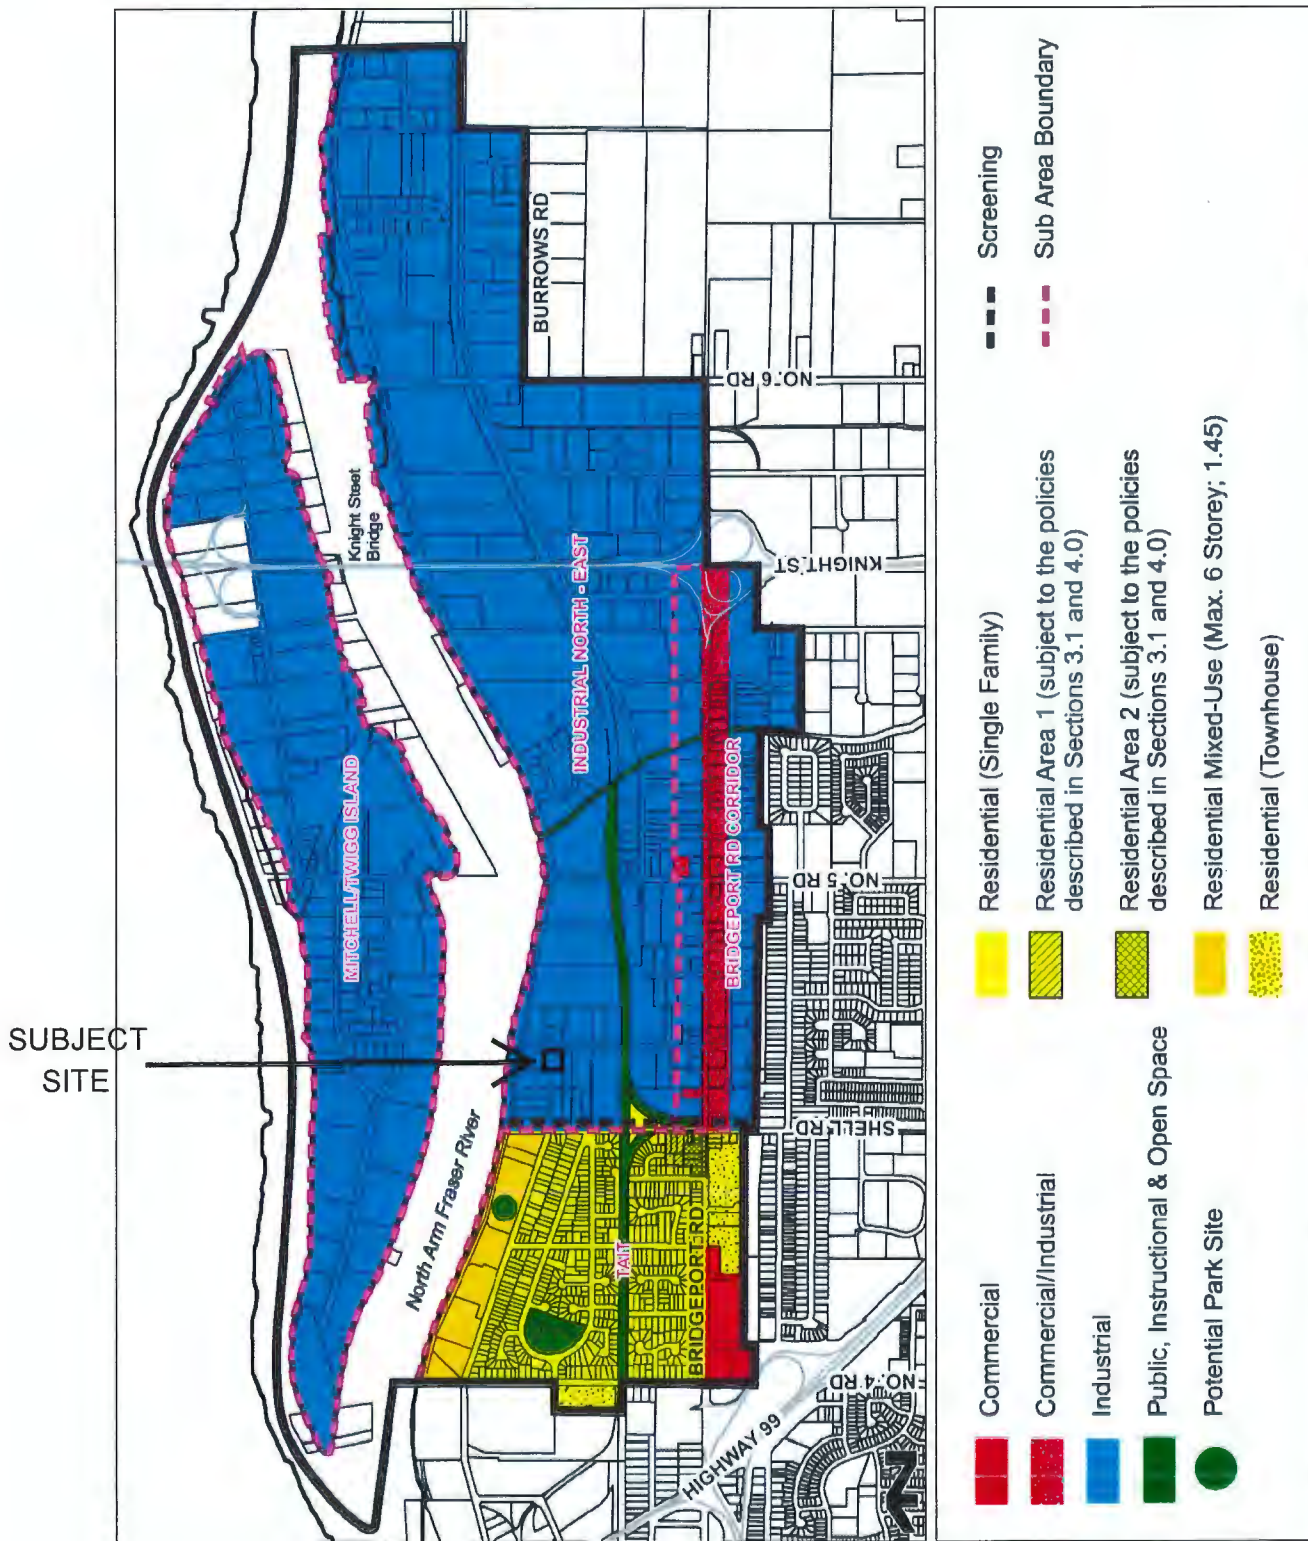 SUBJECT
SITE
MITCHELL/TWIGG ISLAND
Knight Street
Bridge
North Arm Fraser River
INDUSTRIAL NORTH - EAST
BURROWS RD
NO. 6 RD
KNIGHT ST
BRIDGEPORT RD CORRIDOR
NO. 5 RD
SHELL RD
TAIT
BRIDGEPORT RD
NO. 4 RD
HIGHWAY 99
N
Commercial
Commercial/Industrial
Industrial
Public, Instructional & Open Space
Potential Park Site
Residential (Single Family)
Residential Area 1 (subject to the policies
described in Sections 3.1 and 4.0)
Residential Area 2 (subject to the policies
described in Sections 3.1 and 4.0)
Residential Mixed-Use (Max. 6 Storey; 1.45)
Residential (Townhouse)
Screening
Sub Area Boundary